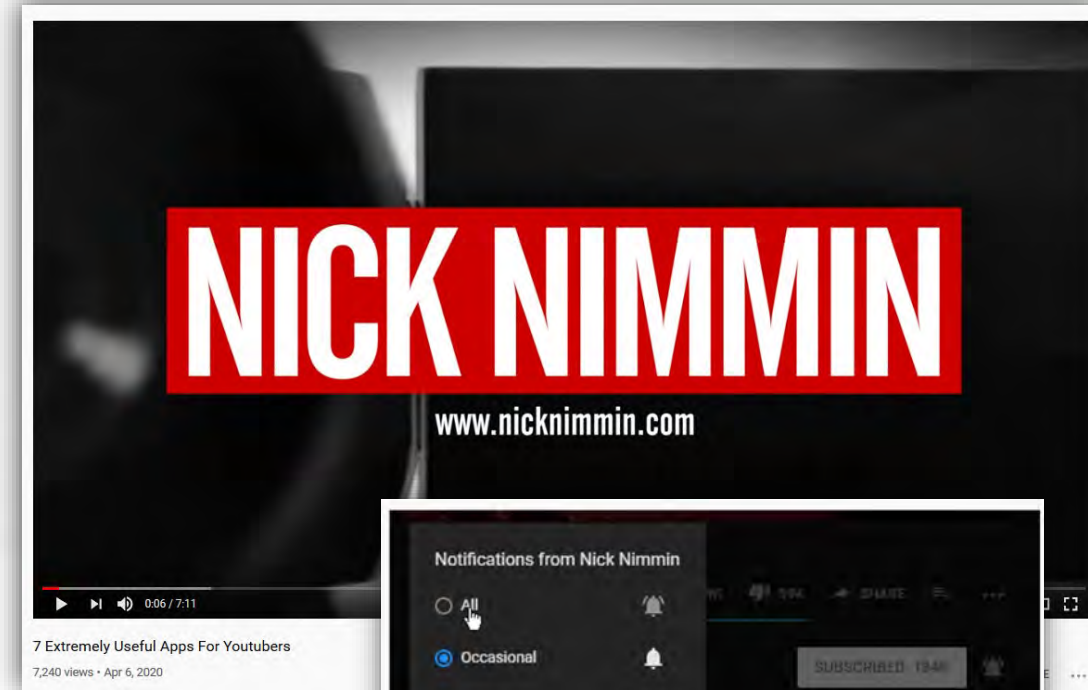 NICK NIMMIN
www.nicknimmin.com
Notifications from Nick Nimmin
All
SHARE
Occasional
SUBSCRIBED
0:06 / 7:11
7 Extremely Useful Apps For Youtubers
7,240 views • Apr 6, 2020